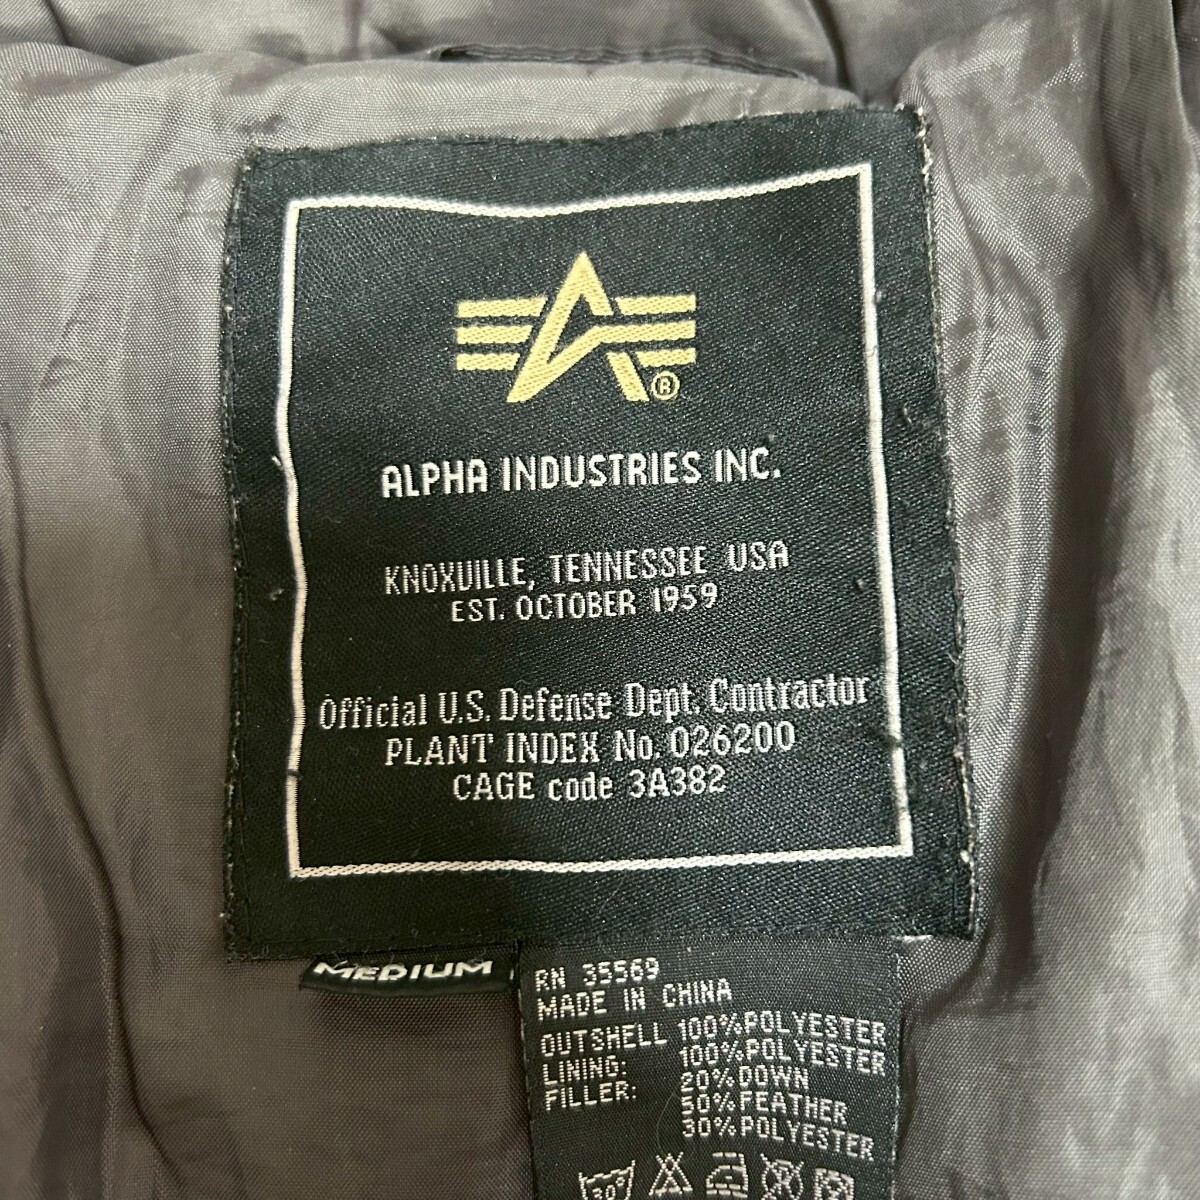 ®
ALPHA INDUSTRIES INC.
KNOXVILLE, TENNESSEE USA
EST. OCTOBER 1959
Official U.S. Defense Dept. Contractor
PLANT INDEX No. 026200
CAGE code 3A382
MEDIUM
RN 35569
MADE IN CHINA
OUTSHELL 100%POLYESTER
LINING: 100%POLYESTER
FILLER: 20%DOWN
50%FEATHER
30%POLYESTER
30°